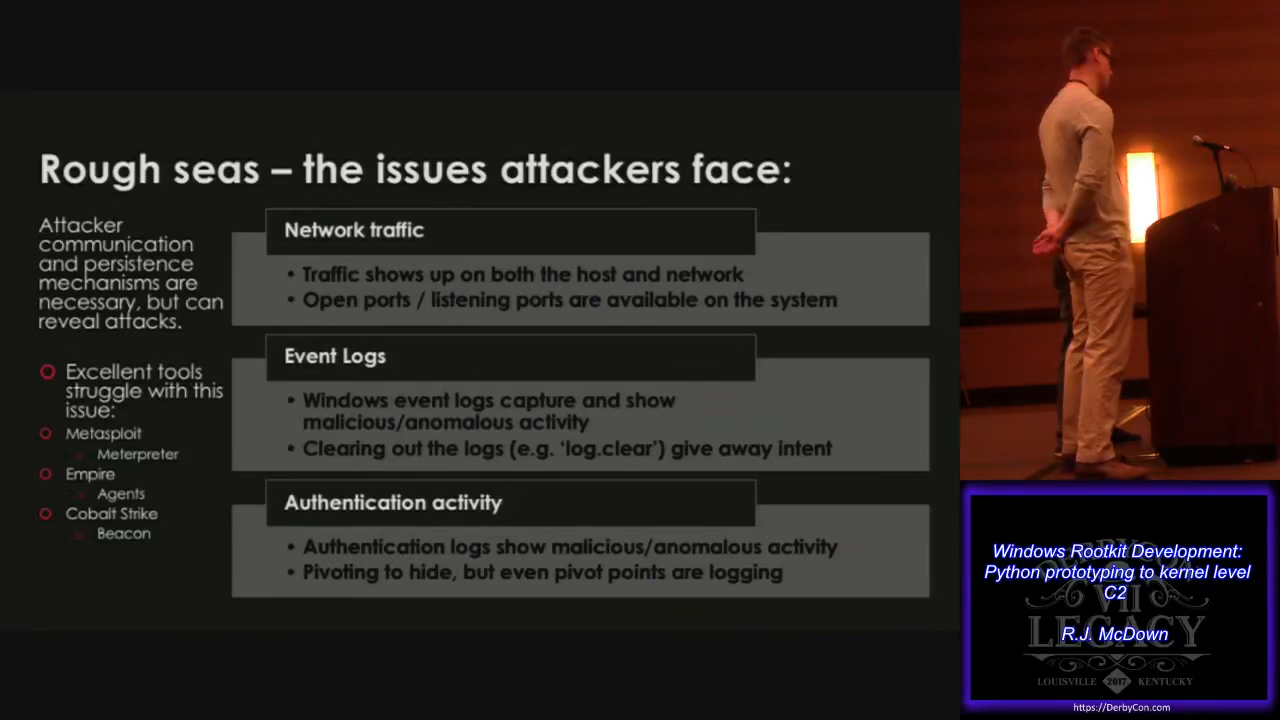 Rough seas – the issues attackers face:
Attacker
communication
and persistence
mechanisms are
necessary, but can
reveal attacks.
Excellent tools
struggle with this
issue:
Metasploit
Meterpreter
Empire
Agents
Cobalt Strike
Beacon
Network traffic
• Traffic shows up on both the host and network
• Open ports / listening ports are available on the system
Event Logs
• Windows event logs capture and show
malicious/anomalous activity
• Clearing out the logs (e.g. ‘log.clear’) give away intent
Authentication activity
• Authentication logs show malicious/anomalous activity
• Pivoting to hide, but even pivot points are logging
Windows Rootkit Development:
Python prototyping to kernel level
C2
R.J. McDown
VII
LEGACY
LOUISVILLE 2017 KENTUCKY
https://DerbyCon.com